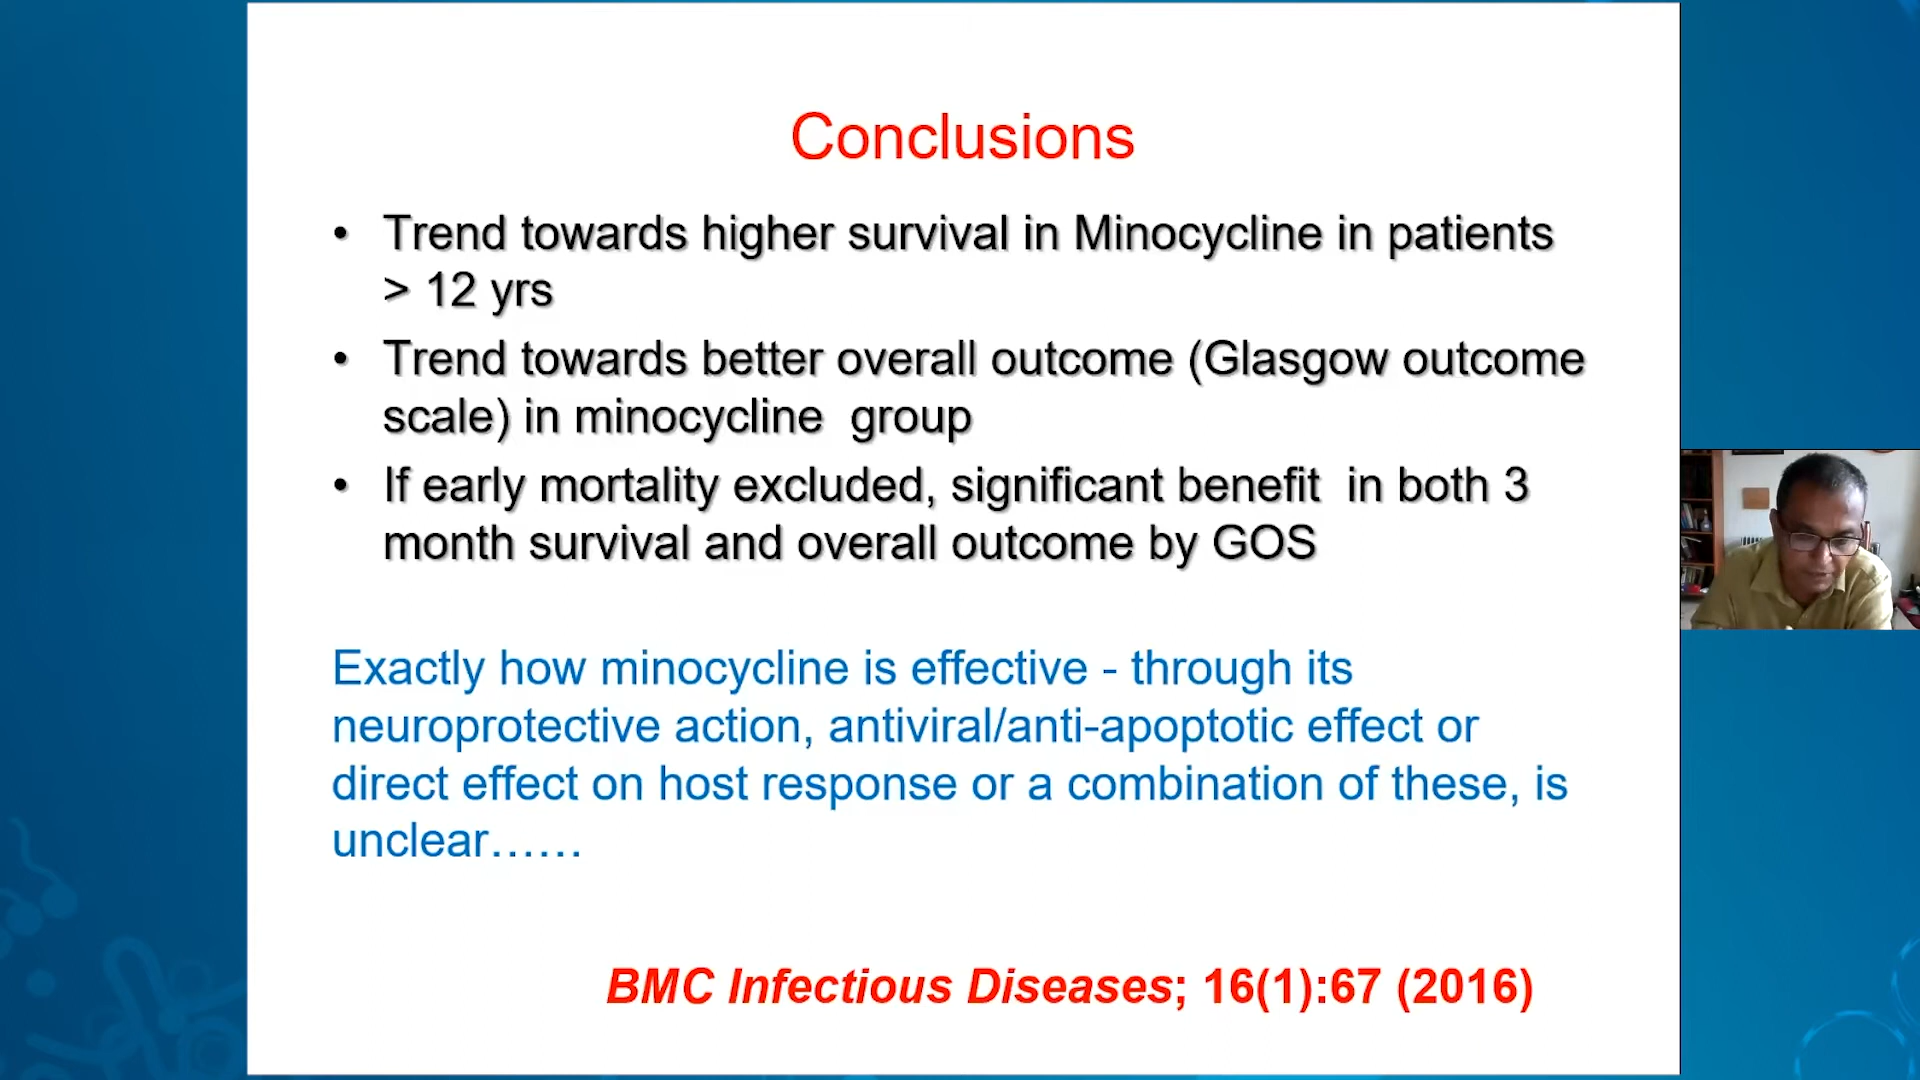 Conclusions
• Trend towards higher survival in Minocycline in patients
> 12 yrs
• Trend towards better overall outcome (Glasgow outcome
scale) in minocycline  group
• If early mortality excluded, significant benefit  in both 3
month survival and overall outcome by GOS
Exactly how minocycline is effective - through its
neuroprotective action, antiviral/anti-apoptotic effect or
direct effect on host response or a combination of these, is
unclear……
BMC Infectious Diseases; 16(1):67 (2016)